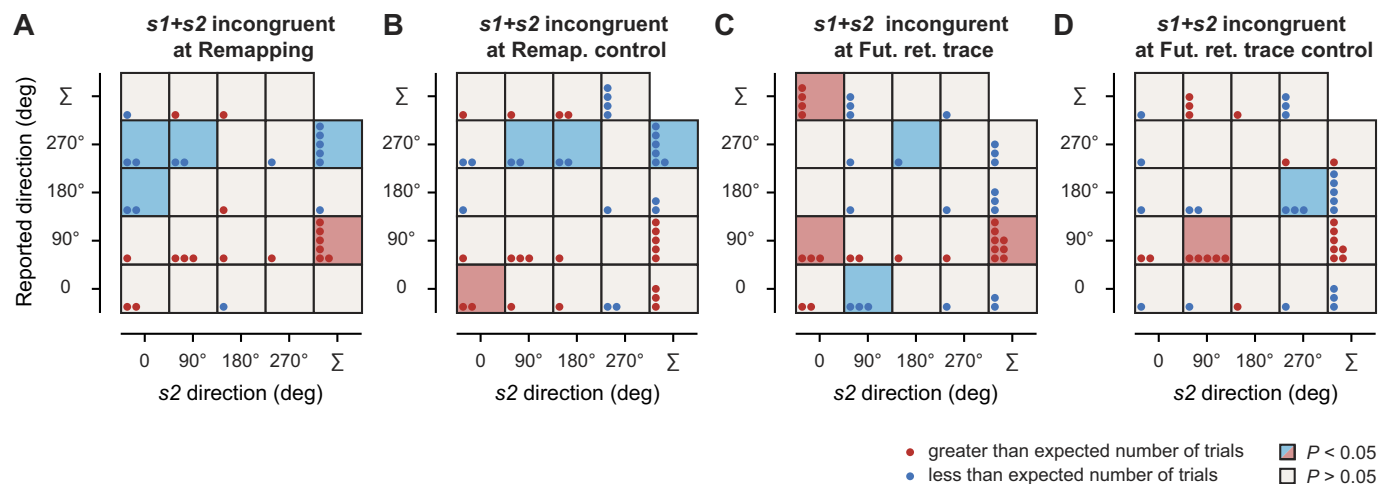 A
s1+s2 incongruent
at Remapping
B
s1+s2 incongruent
at Remap. control
C
s1+s2 incongurent
at Fut. ret. trace
D
s1+s2 incongruent
at Fut. ret. trace control
Reported direction (deg)
Σ
270°
180°
90°
0
Σ
270°
180°
90°
0
Σ
270°
180°
90°
0
Σ
270°
180°
90°
0
0 90° 180° 270° Σ
s2 direction (deg)
0 90° 180° 270° Σ
s2 direction (deg)
0 90° 180° 270° Σ
s2 direction (deg)
0 90° 180° 270° Σ
s2 direction (deg)
greater than expected number of trials
less than expected number of trials
P < 0.05
P > 0.05